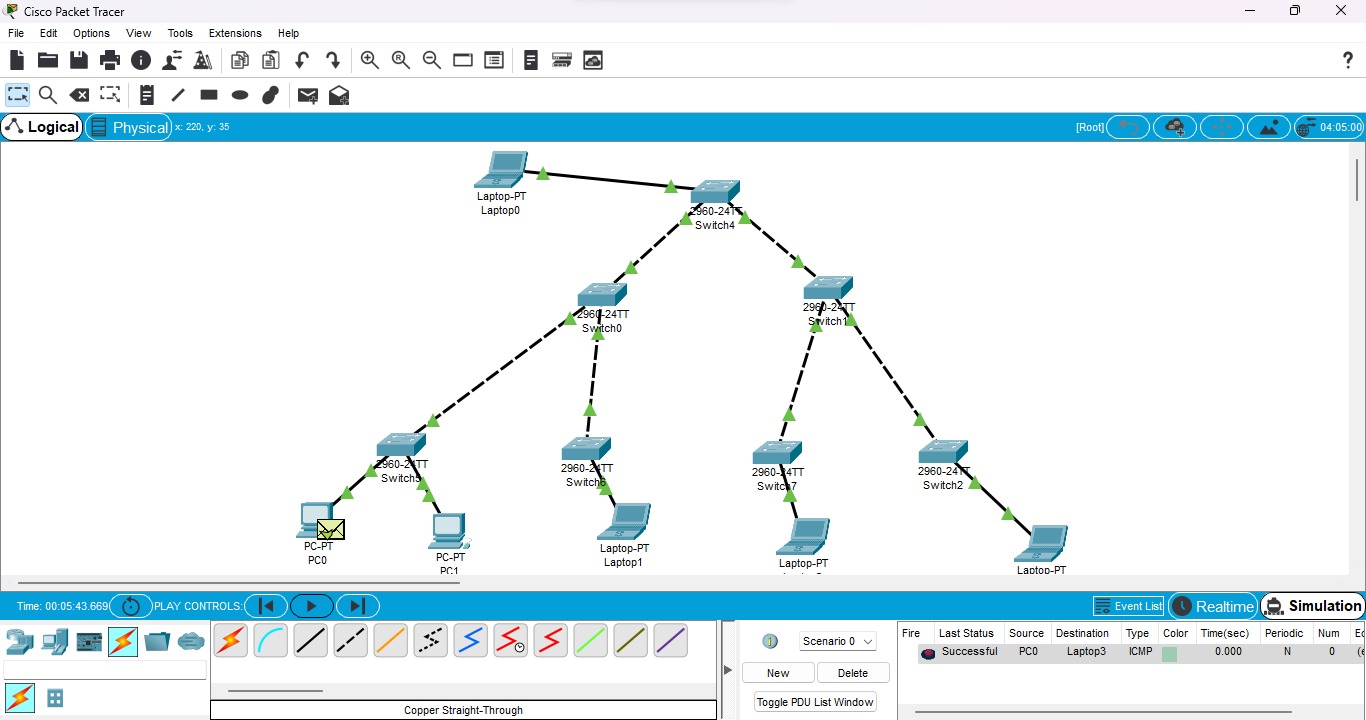 Cisco Packet Tracer
File Edit Options View Tools Extensions Help
Logical Physical x: 220, y: 35 [Root] 04:05:00
Laptop-PT
Laptop0
2960-24TT
Switch4
2960-24TT
Switch0
2960-24TT
Switch1
2960-24TT
Switch5
2960-24TT
Switch6
2960-24TT
Switch7
2960-24TT
Switch2
PC-PT
PC0
PC-PT
PC1
Laptop-PT
Laptop1
Laptop-PT
Laptop-PT
Time: 00:05:43.669 PLAY CONTROLS: Event List Realtime Simulation
Scenario 0
New Delete
Toggle PDU List Window
Copper Straight-Through
Fire Last Status Source Destination Type Color Time(sec) Periodic Num
Successful PC0 Laptop3 ICMP 0.000 N 0